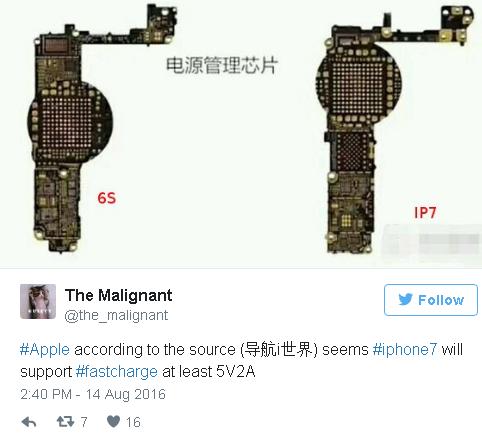 电源管理芯片
6S
IP7
The Malignant
@the_malignant
Follow
#Apple according to the source (导航i世界) seems #iphone7 will
support #fastcharge at least 5V2A
2:40 PM - 14 Aug 2016
7
16